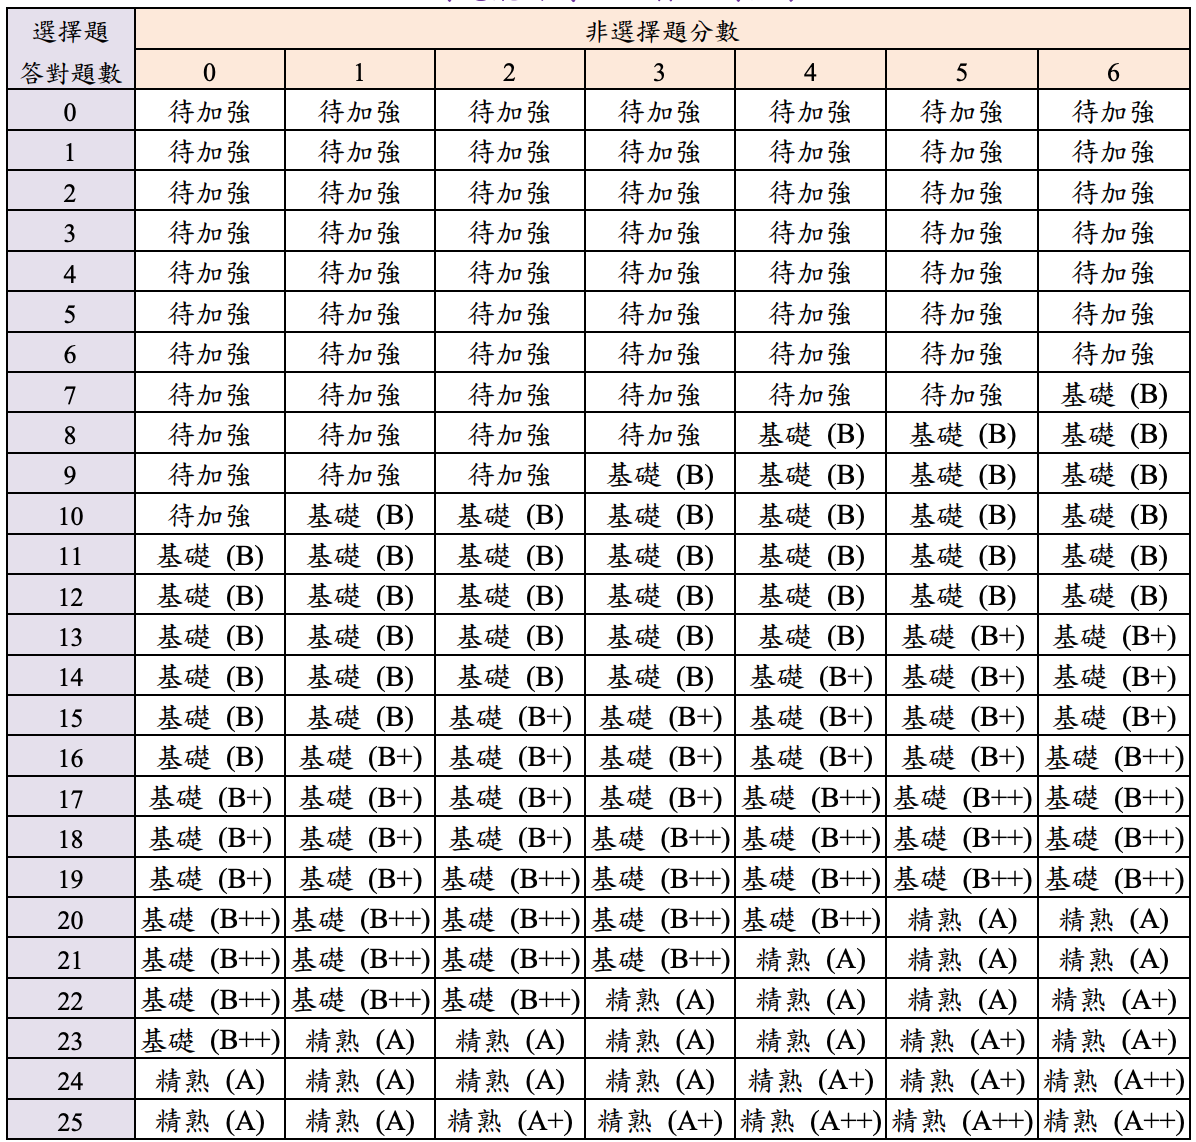 選擇題 非選擇題分數
答對題數 0 1 2 3 4 5 6
0 待加強 待加強 待加強 待加強 待加強 待加強 待加強
1 待加強 待加強 待加強 待加強 待加強 待加強 待加強
2 待加強 待加強 待加強 待加強 待加強 待加強 待加強
3 待加強 待加強 待加強 待加強 待加強 待加強 待加強
4 待加強 待加強 待加強 待加強 待加強 待加強 待加強
5 待加強 待加強 待加強 待加強 待加強 待加強 待加強
6 待加強 待加強 待加強 待加強 待加強 待加強 待加強
7 待加強 待加強 待加強 待加強 待加強 待加強 基礎 (B)
8 待加強 待加強 待加強 待加強 基礎 (B) 基礎 (B) 基礎 (B)
9 待加強 待加強 待加強 基礎 (B) 基礎 (B) 基礎 (B) 基礎 (B)
10 待加強 基礎 (B) 基礎 (B) 基礎 (B) 基礎 (B) 基礎 (B) 基礎 (B)
11 基礎 (B) 基礎 (B) 基礎 (B) 基礎 (B) 基礎 (B) 基礎 (B) 基礎 (B)
12 基礎 (B) 基礎 (B) 基礎 (B) 基礎 (B) 基礎 (B) 基礎 (B) 基礎 (B)
13 基礎 (B) 基礎 (B) 基礎 (B) 基礎 (B) 基礎 (B) 基礎 (B+) 基礎 (B+)
14 基礎 (B) 基礎 (B) 基礎 (B) 基礎 (B) 基礎 (B+) 基礎 (B+) 基礎 (B+)
15 基礎 (B) 基礎 (B) 基礎 (B+) 基礎 (B+) 基礎 (B+) 基礎 (B+) 基礎 (B+)
16 基礎 (B) 基礎 (B+) 基礎 (B+) 基礎 (B+) 基礎 (B+) 基礎 (B+) 基礎 (B++)
17 基礎 (B+) 基礎 (B+) 基礎 (B+) 基礎 (B+) 基礎 (B++) 基礎 (B++) 基礎 (B++)
18 基礎 (B+) 基礎 (B+) 基礎 (B+) 基礎 (B++) 基礎 (B++) 基礎 (B++) 基礎 (B++)
19 基礎 (B+) 基礎 (B+) 基礎 (B++) 基礎 (B++) 基礎 (B++) 基礎 (B++) 基礎 (B++)
20 基礎 (B++) 基礎 (B++) 基礎 (B++) 基礎 (B++) 基礎 (B++) 精熟 (A) 精熟 (A)
21 基礎 (B++) 基礎 (B++) 基礎 (B++) 基礎 (B++) 精熟 (A) 精熟 (A) 精熟 (A)
22 基礎 (B++) 基礎 (B++) 基礎 (B++) 精熟 (A) 精熟 (A) 精熟 (A) 精熟 (A+)
23 基礎 (B++) 精熟 (A) 精熟 (A) 精熟 (A) 精熟 (A) 精熟 (A+) 精熟 (A+)
24 精熟 (A) 精熟 (A) 精熟 (A) 精熟 (A) 精熟 (A+) 精熟 (A+) 精熟 (A++)
25 精熟 (A) 精熟 (A) 精熟 (A+) 精熟 (A+) 精熟 (A++) 精熟 (A++) 精熟 (A++)